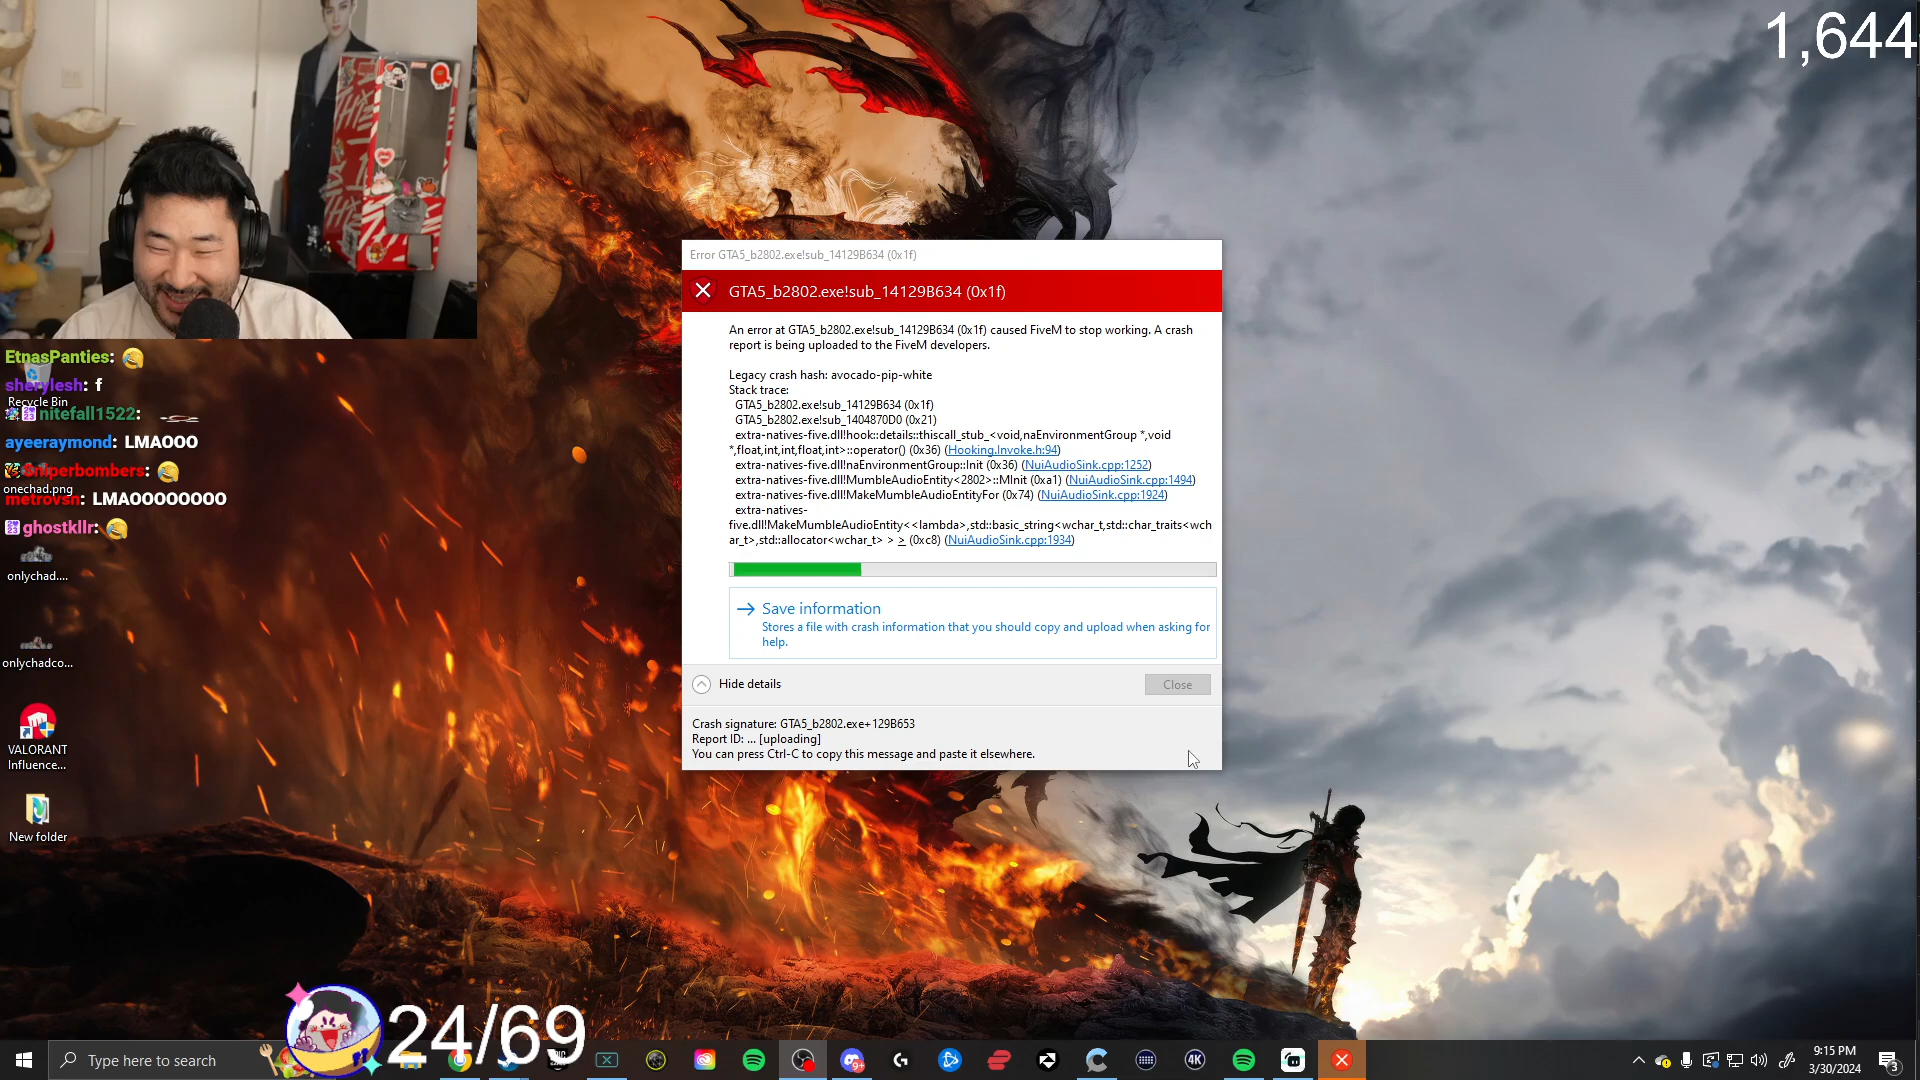 1,644
EtnasPanties:
sherylesh: f
Recycle Bin
nitefall1522:
ayeeraymond: LMAOOO
Sniperbombers:
onechad.png
metrovsn: LMAOOOOOOOO
ghostkllr:
onlychad....
onlychadco...
VALORANT
Influence...
New folder
Error GTA5_b2802.exe!sub_14129B634 (0x1f)
GTA5_b2802.exe!sub_14129B634 (0x1f)
An error at GTA5_b2802.exe!sub_14129B634 (0x1f) caused FiveM to stop working. A crash
report is being uploaded to the FiveM developers.
Legacy crash hash: avocado-pip-white
Stack trace:
GTA5_b2802.exe!sub_14129B634 (0x1f)
GTA5_b2802.exe!sub_1404870D0 (0x21)
extra-natives-five.dll!hook::details::thiscall_stub_<void,naEnvironmentGroup *,void
*,float,int,int,float,int>::operator() (0x36) (Hooking.Invoke.h:94)
extra-natives-five.dll!naEnvironmentGroup::Init (0x36) (NuiAudioSink.cpp:1252)
extra-natives-five.dll!MumbleAudioEntity<2802>::MInit (0xa1) (NuiAudioSink.cpp:1494)
extra-natives-five.dll!MakeMumbleAudioEntityFor (0x74) (NuiAudioSink.cpp:1924)
extra-natives-
five.dll!MakeMumbleAudioEntity<<lambda>,std::basic_string<wchar_t,std::char_traits<wch
ar_t>,std::allocator<wchar_t> > > (0xc8) (NuiAudioSink.cpp:1934)
Save information
Stores a file with crash information that you should copy and upload when asking for
help.
Hide details
Close
Crash signature: GTA5_b2802.exe+129B653
Report ID: ... [uploading]
You can press Ctrl-C to copy this message and paste it elsewhere.
24/69
Type here to search
9+
4K
9:15 PM
3/30/2024
3